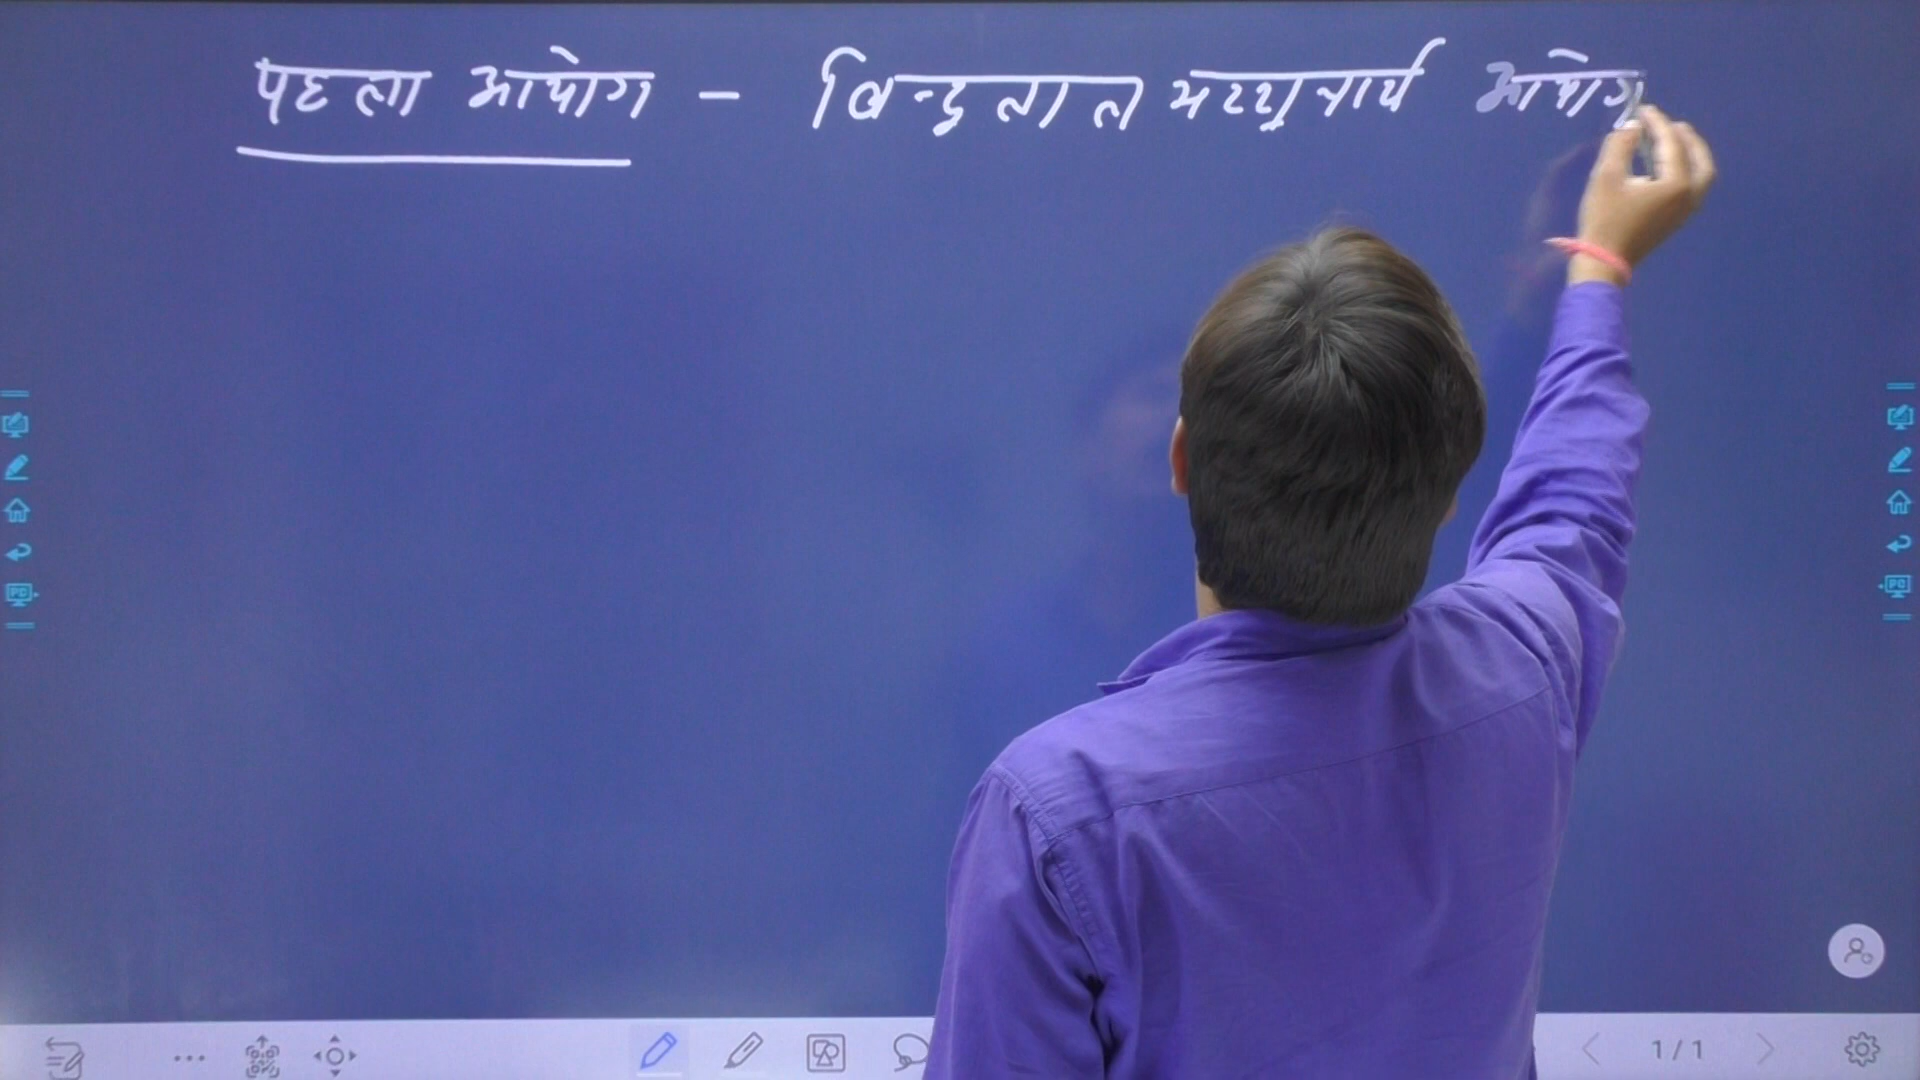 पहला आयोग - बिन्दुलाल भट्टाचार्य आयोग
1/1